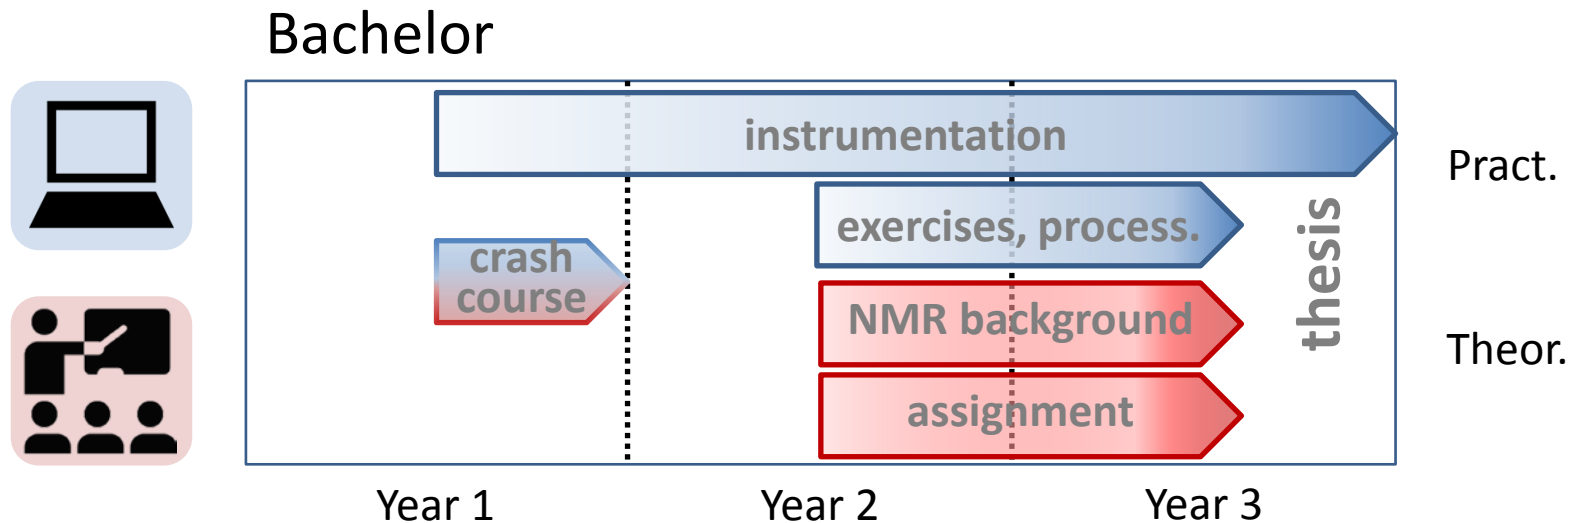 Bachelor
instrumentation
Pract.
exercises, process.
crash
course
thesis
NMR background
Theor.
assignment
Year 1
Year 2
Year 3